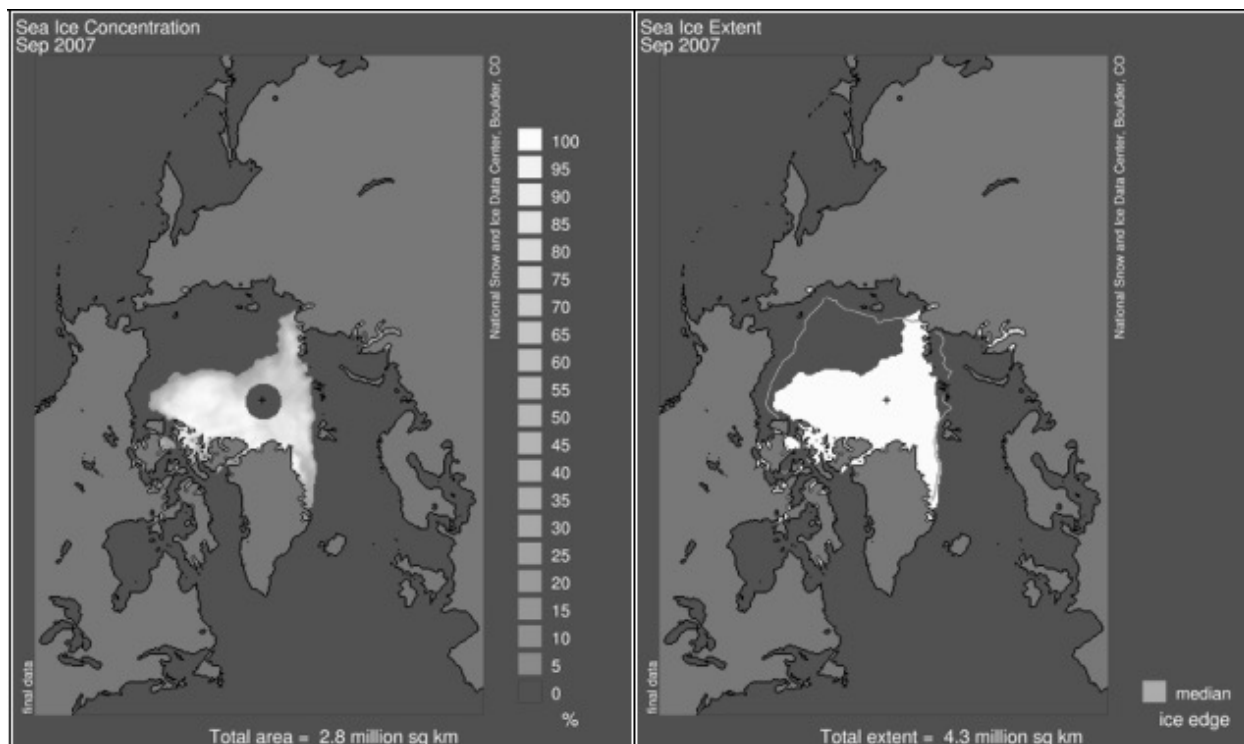 Sea Ice Concentration
Sep 2007
National Snow and Ice Data Center, Boulder, CO
100
95
90
85
80
75
70
65
60
55
50
45
40
35
30
25
20
15
10
5
0
%
final data
Total area = 2.8 million sq km
Sea Ice Extent
Sep 2007
National Snow and Ice Data Center, Boulder, CO
median
ice edge
final data
Total extent = 4.3 million sq km